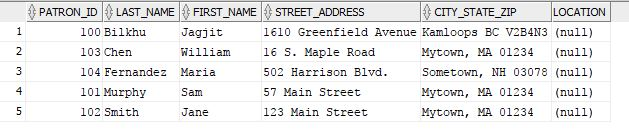 PATRON_ID LAST_NAME FIRST_NAME STREET_ADDRESS CITY_STATE_ZIP LOCATION
1 100 Bilkhu Jagjit 1610 Greenfield Avenue Kamloops BC V2B4N3 (null)
2 103 Chen William 16 S. Maple Road Mytown, MA 01234 (null)
3 104 Fernandez Maria 502 Harrison Blvd. Sometown, NH 03078 (null)
4 101 Murphy Sam 57 Main Street Mytown, MA 01234 (null)
5 102 Smith Jane 123 Main Street Mytown, MA 01234 (null)